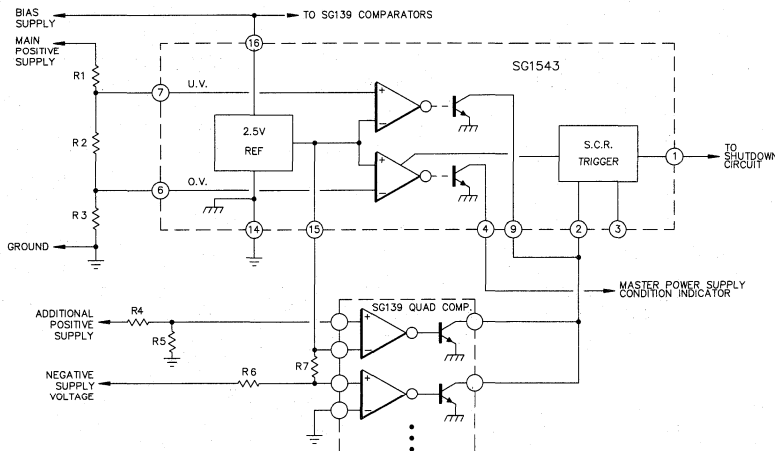 BIAS
SUPPLY
TO SG139 COMPARATORS
MAIN
POSITIVE
SUPPLY
16
SG1543
R1
7
U.V.
+
−
2.5V
REF
S.C.R.
TRIGGER
1
TO
SHUTDOWN
CIRCUIT
R2
+
−
6
O.V.
R3
14
15
4
9
2
3
GROUND
MASTER POWER SUPPLY
CONDITION INDICATOR
SG139 QUAD COMP.
ADDITIONAL
POSITIVE
SUPPLY
R4
R5
+
−
R7
NEGATIVE
SUPPLY
VOLTAGE
R6
+
−